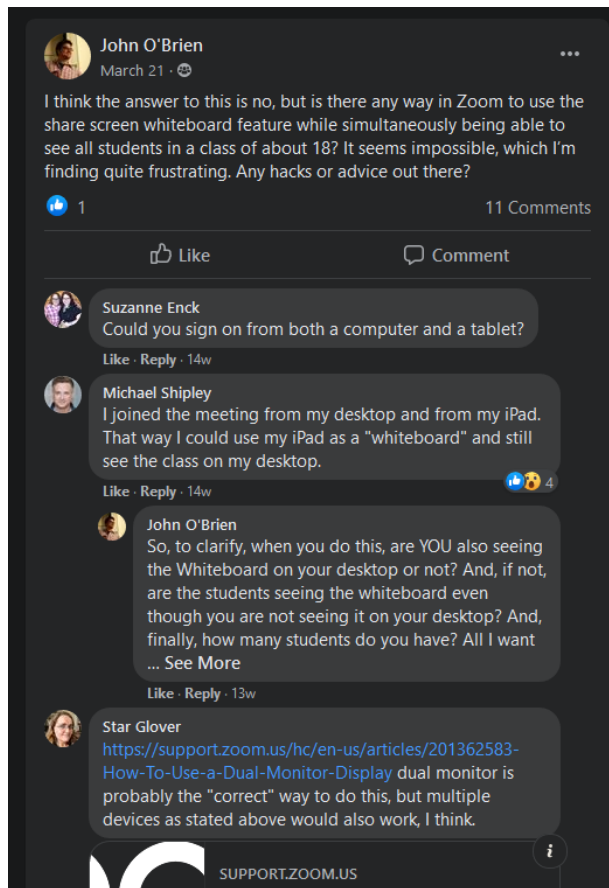 John O'Brien
March 21 ·
I think the answer to this is no, but is there any way in Zoom to use the
share screen whiteboard feature while simultaneously being able to
see all students in a class of about 18? It seems impossible, which I'm
finding quite frustrating. Any hacks or advice out there?
1
11 Comments
Like
Comment
Suzanne Enck
Could you sign on from both a computer and a tablet?
Like · Reply · 14w
Michael Shipley
I joined the meeting from my desktop and from my iPad.
That way I could use my iPad as a "whiteboard" and still
see the class on my desktop.
4
Like · Reply · 14w
John O'Brien
So, to clarify, when you do this, are YOU also seeing
the Whiteboard on your desktop or not? And, if not,
are the students seeing the whiteboard even
though you are not seeing it on your desktop? And,
finally, how many students do you have? All I want
... See More
Like · Reply · 13w
Star Glover
https://support.zoom.us/hc/en-us/articles/201362583-
How-To-Use-a-Dual-Monitor-Display dual monitor is
probably the "correct" way to do this, but multiple
devices as stated above would also work, I think.
i
SUPPORT.ZOOM.US